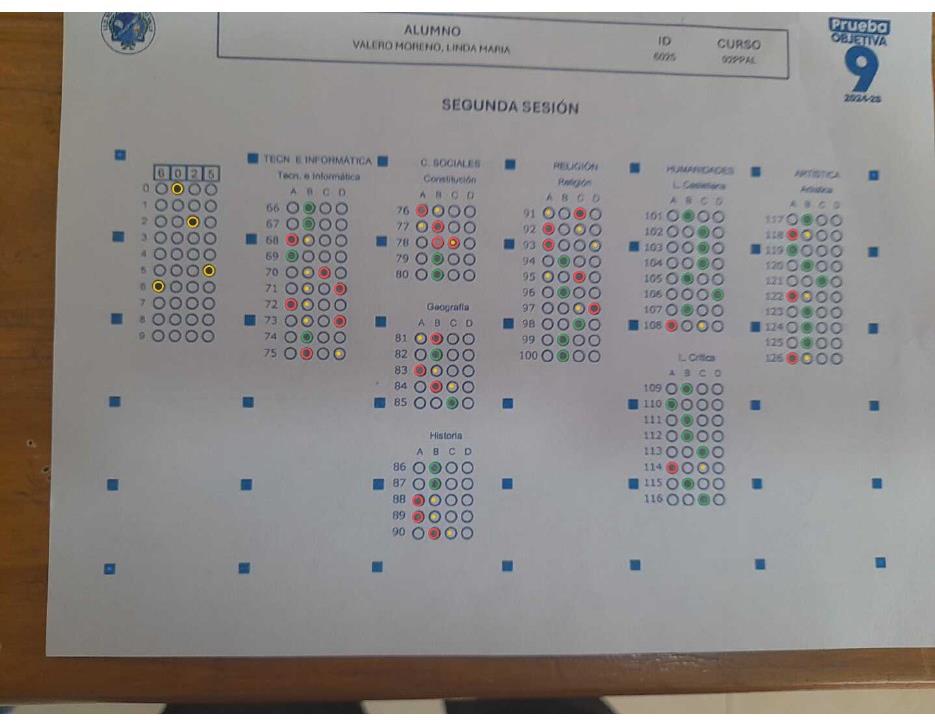 ALUMNO
VALERO MORENO, LINDA MARIA
ID
6025
CURSO
Prueba
OBJETIVA
9
2024-25
SEGUNDA SESIÓN
6 0 2 5
0
1
2
3
4
5
6
7
8
9
TECN. E INFORMÁTICA
Tecn. e Informática
A B C D
66
67
68
69
70
71
72
73
74
75
C. SOCIALES
Constitución
A B C D
76
77
78
79
80
Geografía
81
82
83
84
85
Historia
A B C D
86
87
88
89
90
RELIGIÓN
Religión
A B C D
91
92
93
94
95
96
97
98
99
100
HUMANIDADES
L. Castellana
A B C D
101
102
103
104
105
106
107
108
L. Crítica
A B C D
109
110
111
112
113
114
115
116
ARTÍSTICA
Artística
A B C D
117
118
119
120
121
122
123
124
125
126